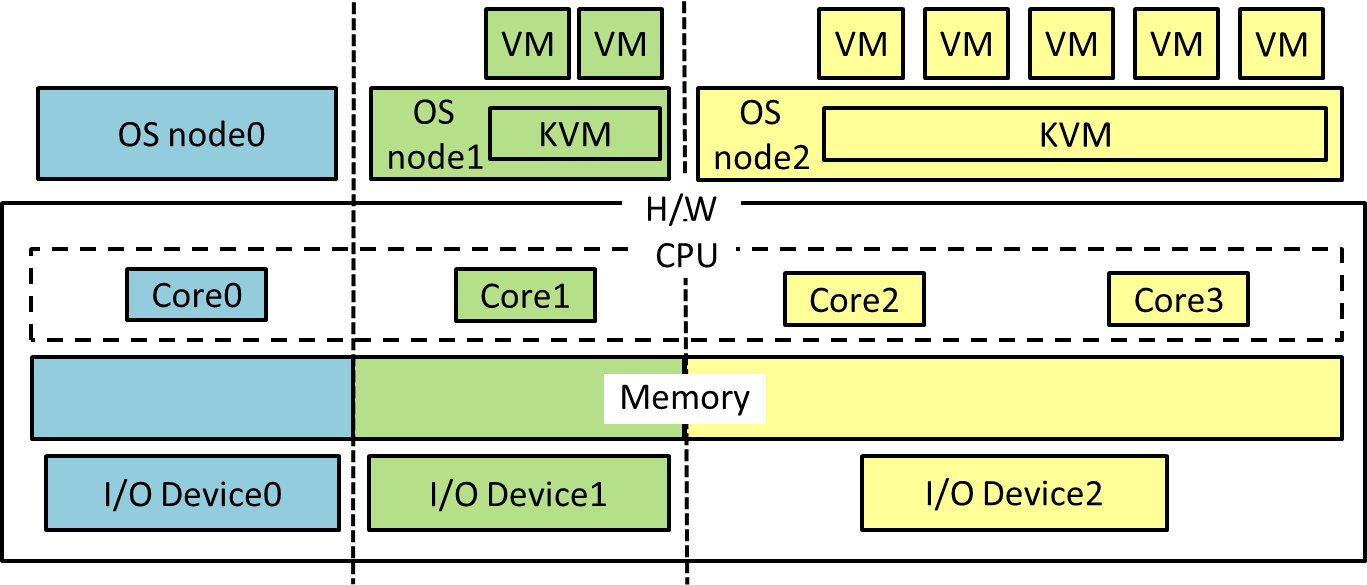 VM VM VM VM VM VM VM
OS node0
OS
node1
KVM
OS
node2
KVM
H/W
CPU
Core0 Core1 Core2 Core3
Memory
I/O Device0 I/O Device1 I/O Device2